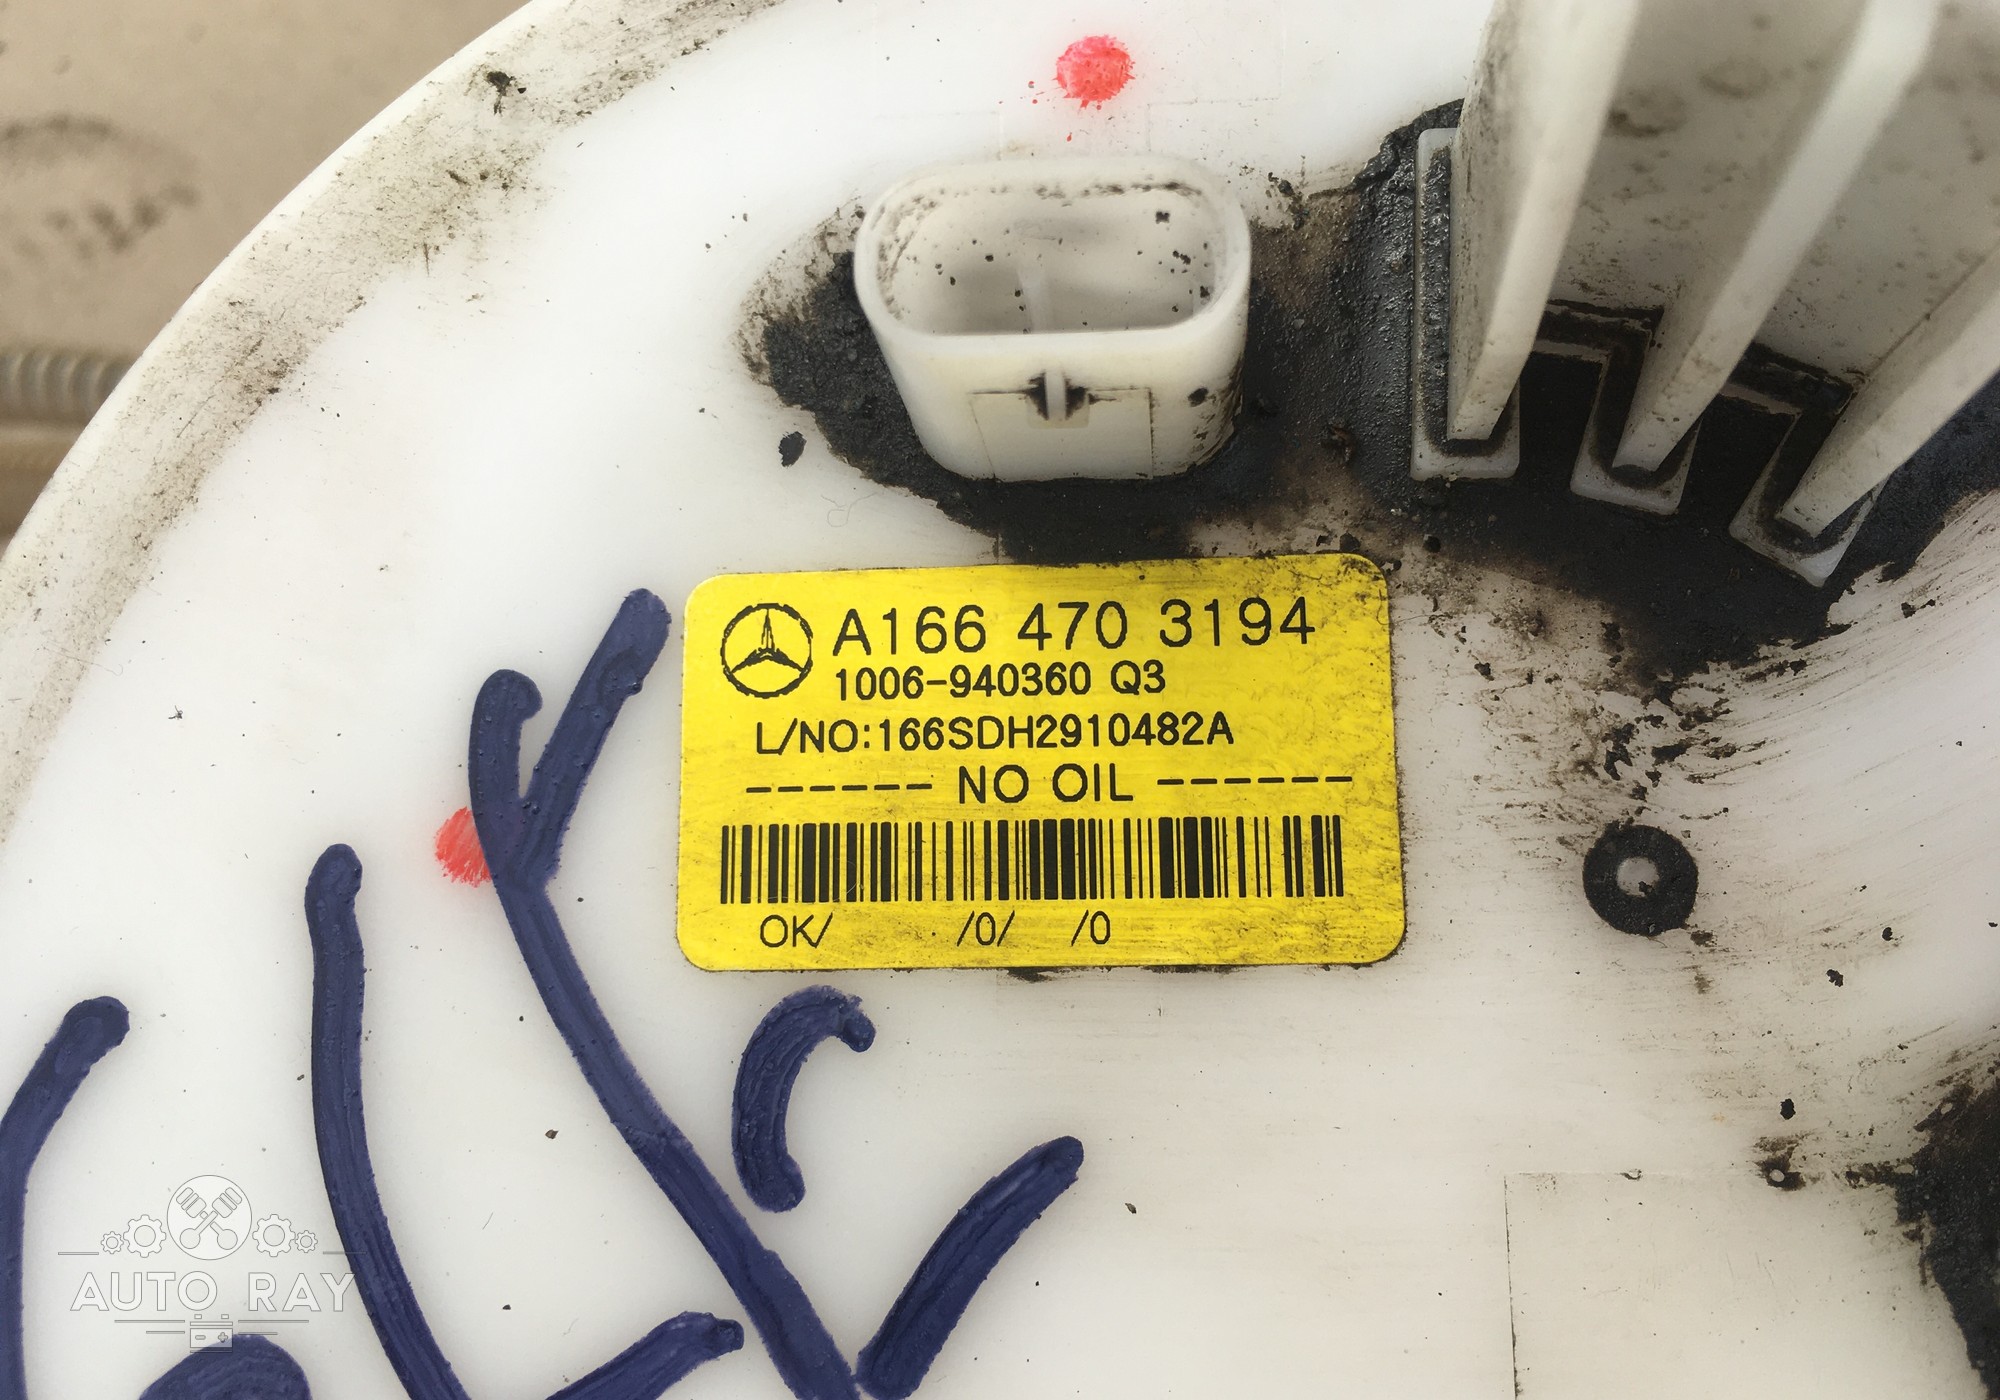 A166 470 3194
1006-940360 Q3
L/NO:166SDH2910482A
------ NO OIL ------
OK/ ./0/ /0
AUTO RAY